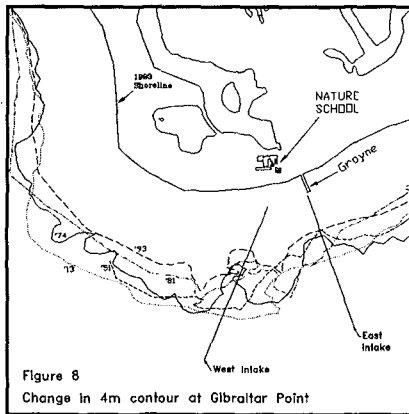 1993
Shoreline
NATURE
SCHOOL
Groyne
'74
'93
'13
'51
'81
East
Intake
West Intake
Figure 8
Change in 4m contour at Gibraltar Point